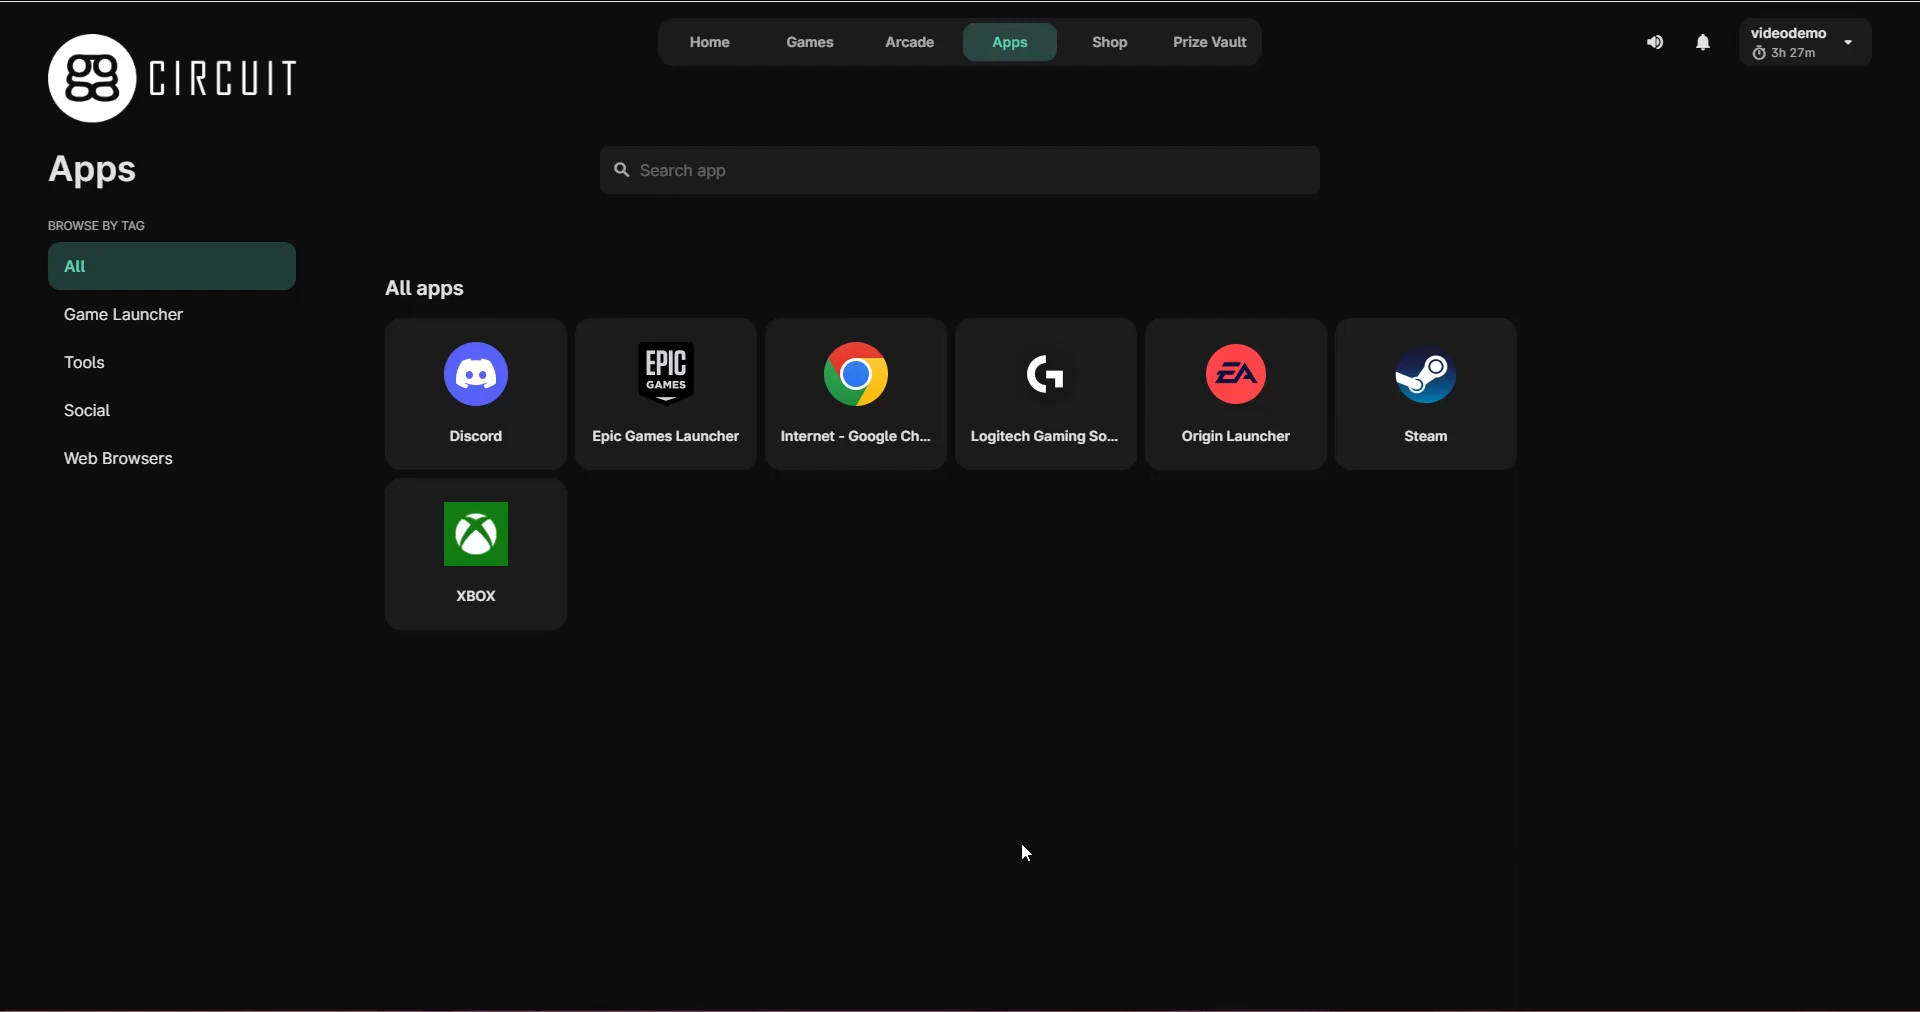 CIRCUIT
Home
Games
Arcade
Apps
Shop
Prize Vault
videodemo
3h 27m
Apps
Search app
BROWSE BY TAG
All
Game Launcher
Tools
Social
Web Browsers
All apps
EPIC
GAMES
EA
Discord
Epic Games Launcher
Internet - Google Ch...
Logitech Gaming So...
Origin Launcher
Steam
XBOX